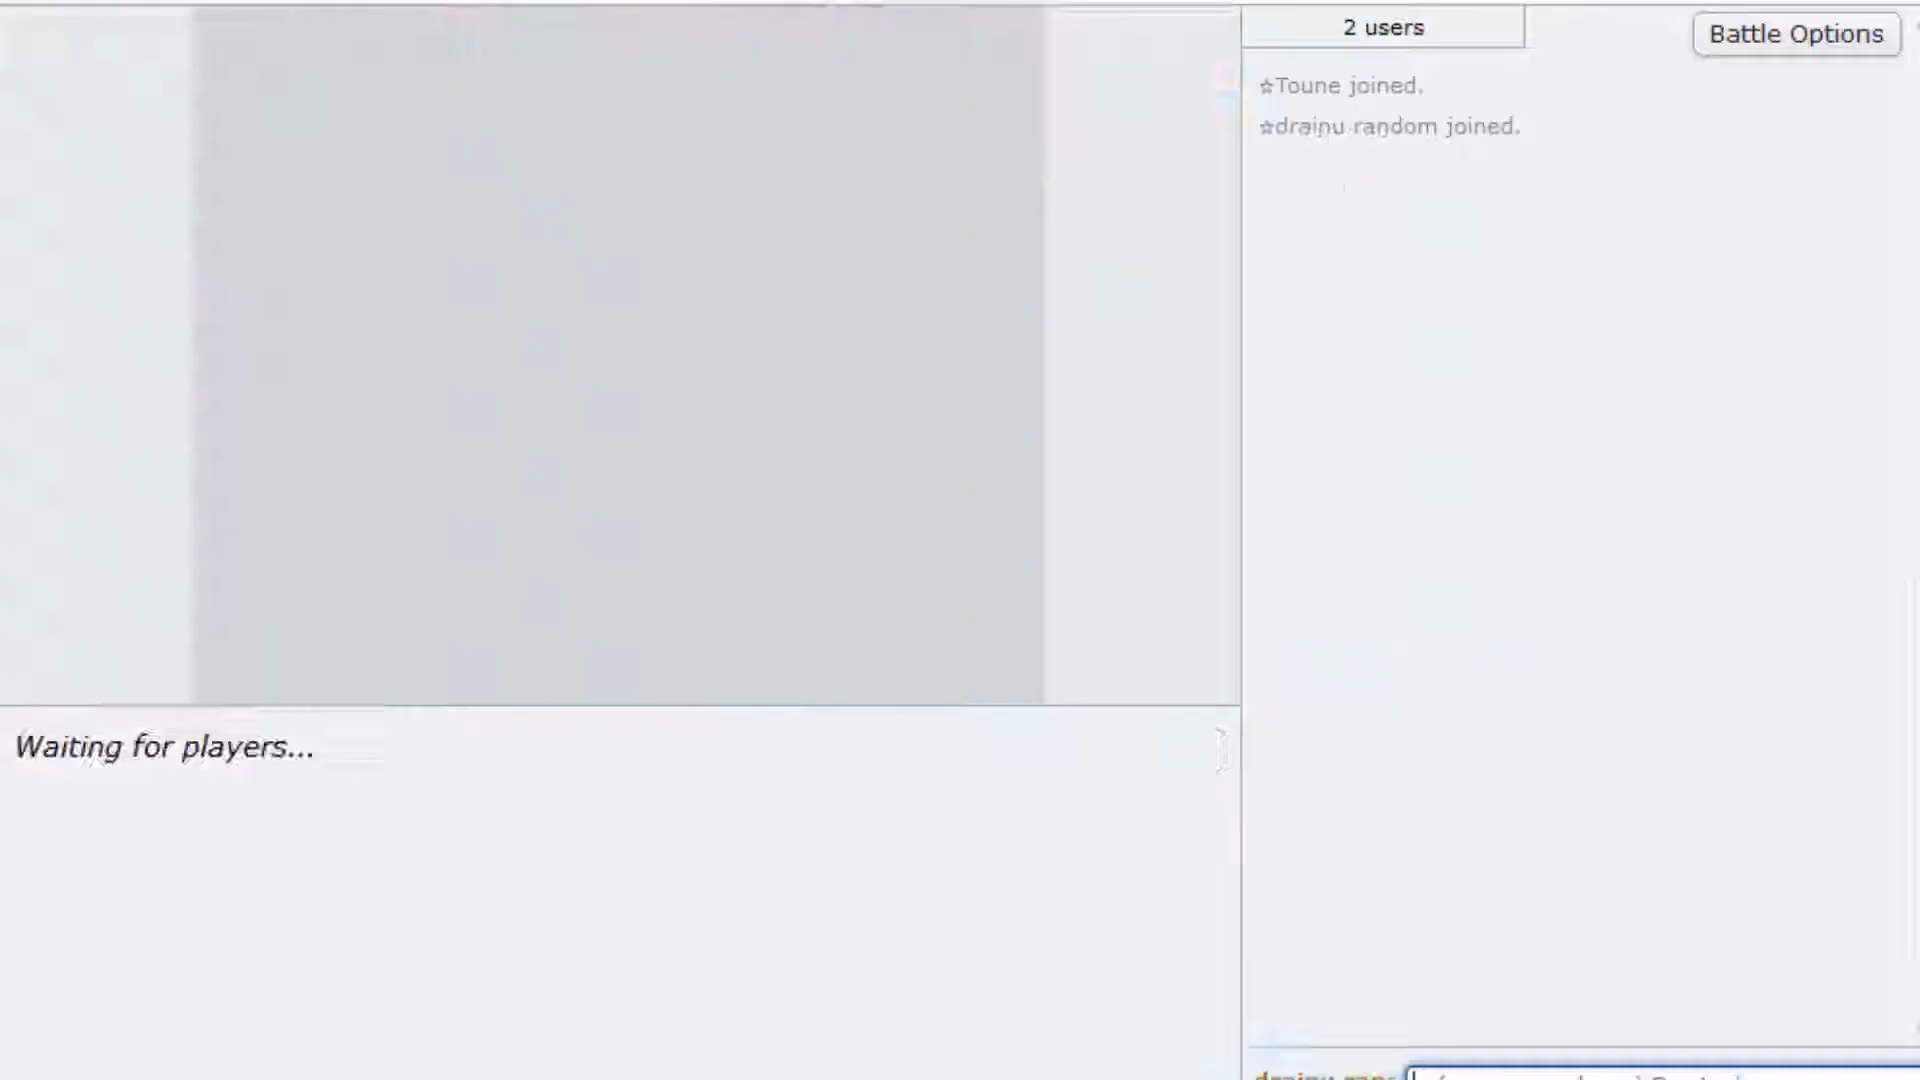 2 users
Battle Options
☆Toune joined.
☆drainu random joined.
Waiting for players...